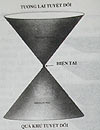 TƯƠNG LAI TUYỆT ĐỐI
HIỆN TẠI
QUÁ KHỨ TUYỆT ĐỐI